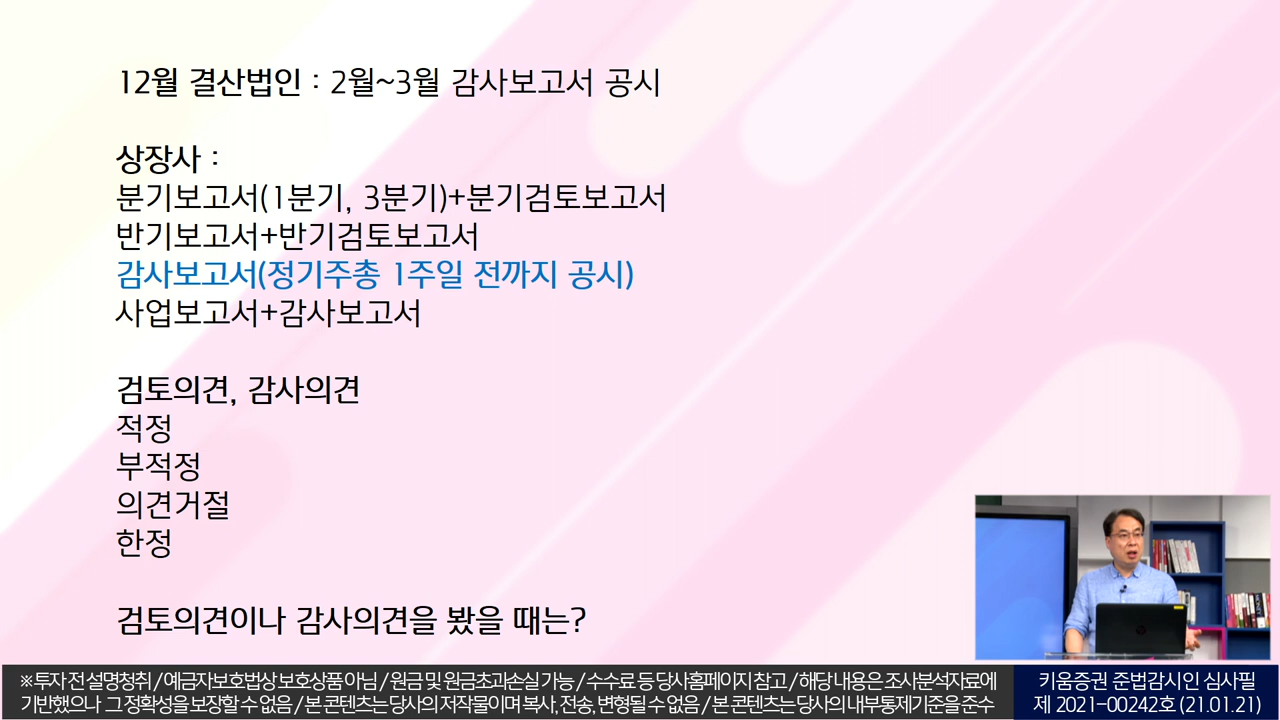 12월 결산법인 : 2월~3월 감사보고서 공시
상장사 :
분기보고서(1분기, 3분기)+분기검토보고서
반기보고서+반기검토보고서
감사보고서(정기주총 1주일 전까지 공시)
사업보고서+감사보고서
검토의견, 감사의견
적정
부적정
의견거절
한정
검토의견이나 감사의견을 봤을 때는?
※ 투자 전 설명청취 / 예금자보호법상 보호상품 아님 / 원금 및 원금초과손실 가능 / 수수료 등 당사홈페이지 참고 / 해당 내용은 조사분석자료에
기반했으나 그 정확성을 보장할 수 없음 / 본 콘텐츠는 당사의 저작물이며 복사, 전송, 변형될 수 없음 / 본 콘텐츠는 당사의 내부통제기준을 준수
키움증권 준법감시인 심사필
제 2021-00242호 (21.01.21)